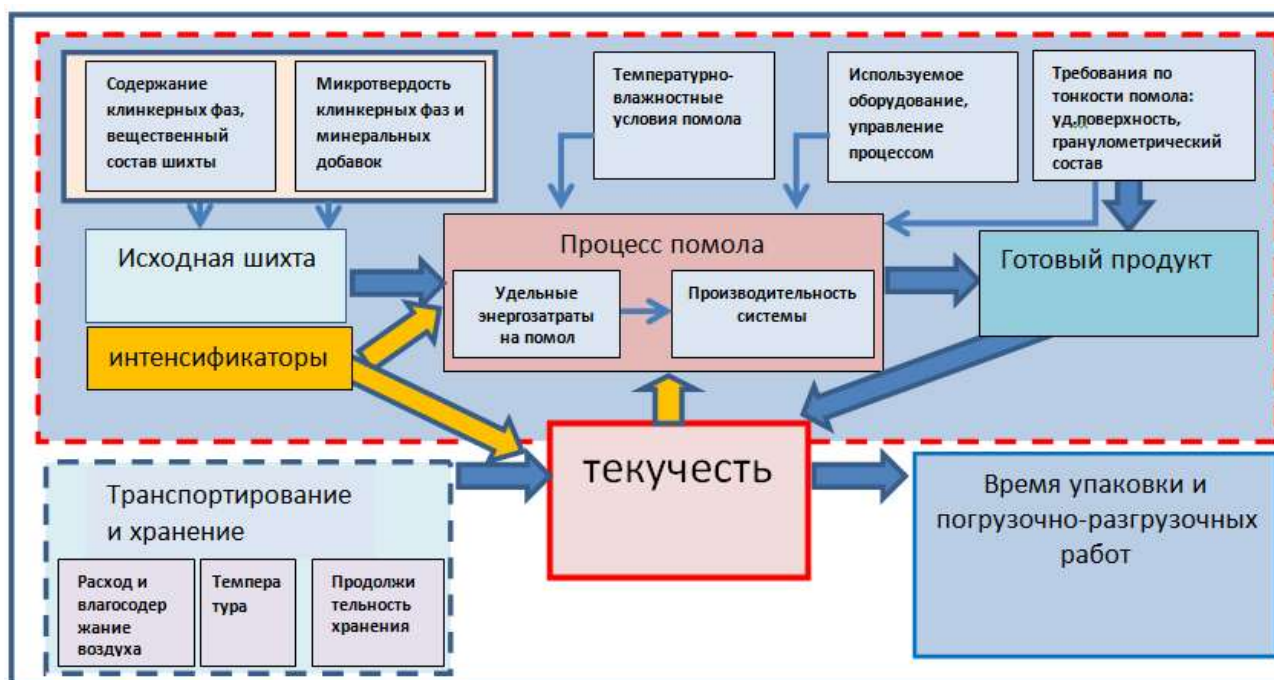 Содержание
клинкерных фаз,
вещественный
состав шихты
Микротвердость
клинкерных фаз и
минеральных
добавок
Температурно-
влажностные
условия помола
Используемое
оборудование,
управление
процессом
Требования по
тонкости помола:
уд.поверхность,
гранулометрический
состав
Исходная шихта
интенсификаторы
Процесс помола
Удельные
энергозатраты
на помол
Производительность
системы
Готовый продукт
Транспортирование
и хранение
Расход и
влагосодер
жание
воздуха
Темпера
тура
Продолжи
тельность
хранения
текучесть
Время упаковки и
погрузочно-разгрузочных
работ